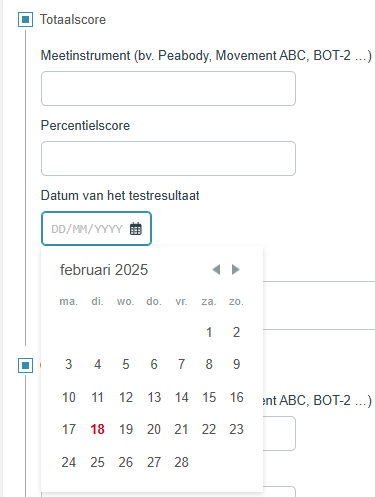 Totaalscore
Meetinstrument (bv. Peabody, Movement ABC, BOT-2 …)
Percentielscore
Datum van het testresultaat
DD/MM/YYYY
februari 2025
ma. di. wo. do. vr. za. zo.
1 2
3 4 5 6 7 8 9
10 11 12 13 14 15 16
ent ABC, BOT-2 …)
17 18 19 20 21 22 23
24 25 26 27 28